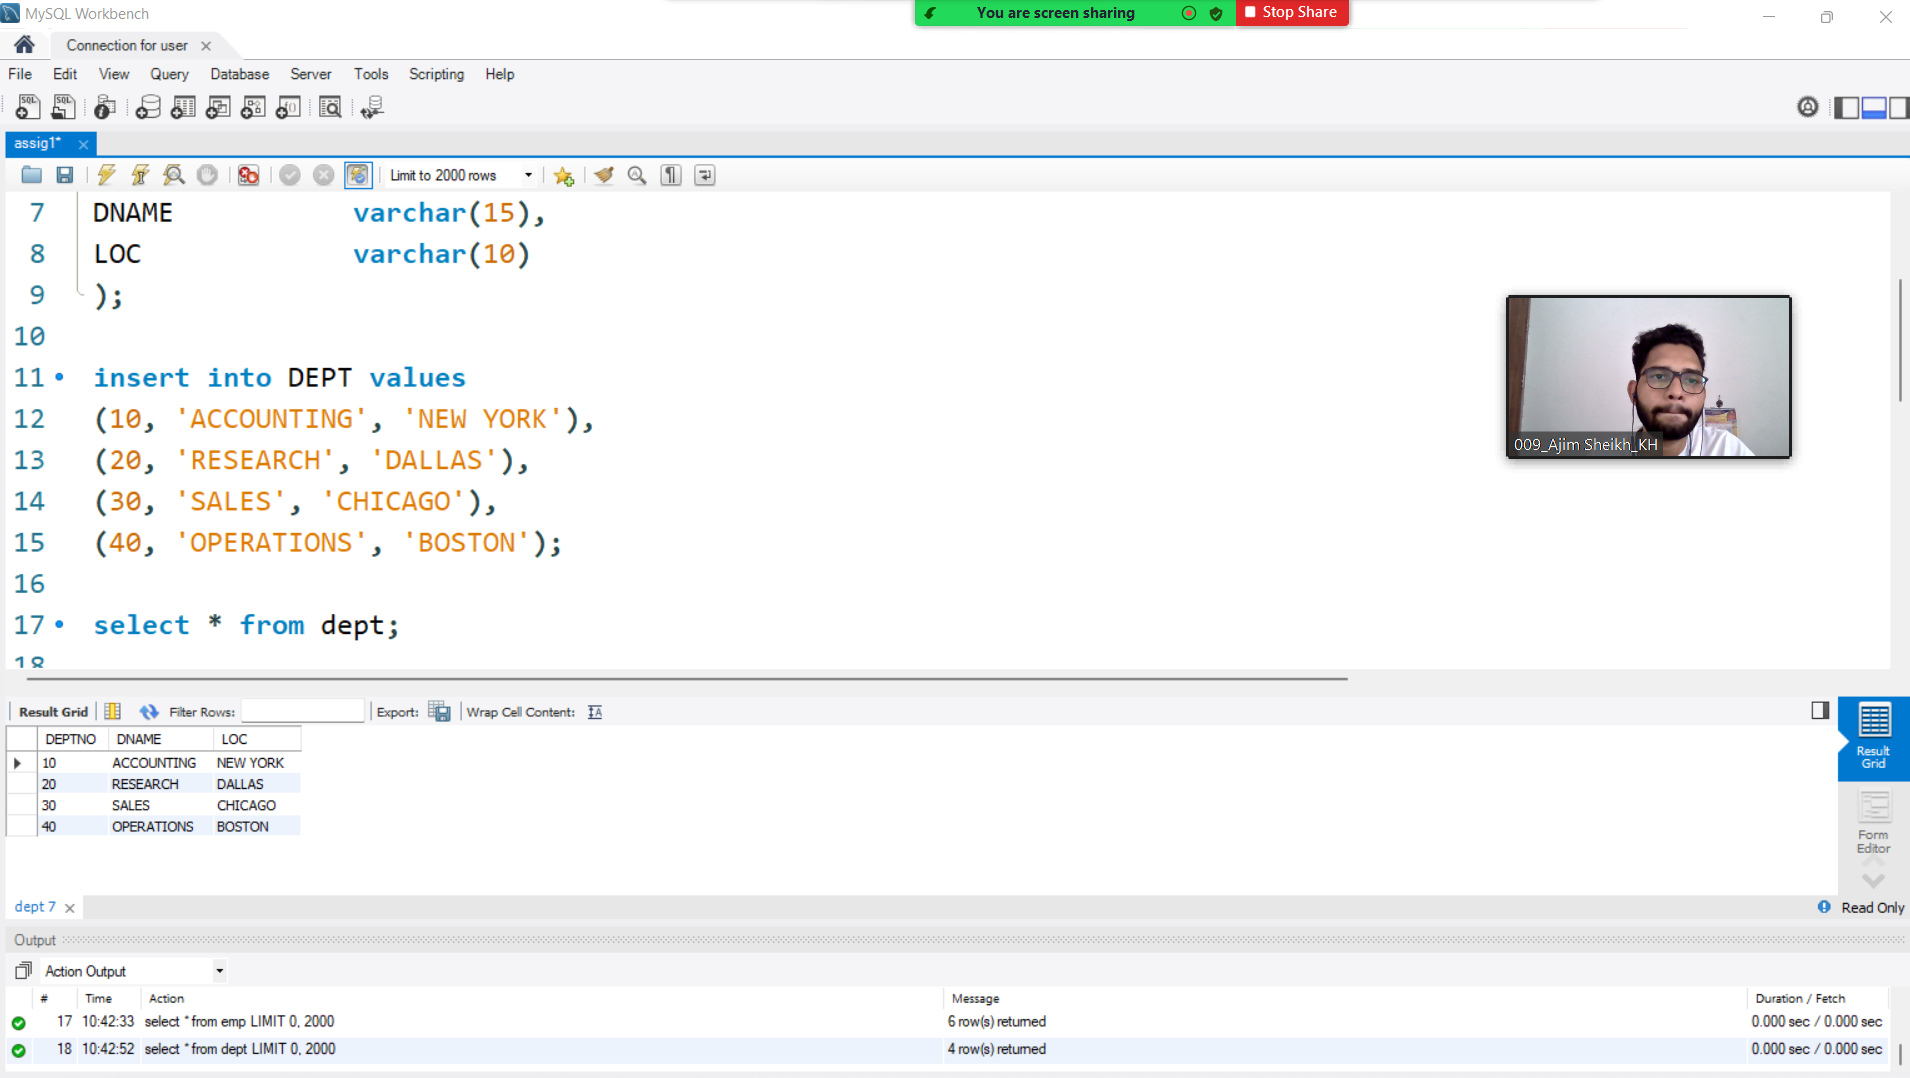 MySQL Workbench
You are screen sharing
Stop Share
Connection for user
File Edit View Query Database Server Tools Scripting Help
SQL SQL
assig1*
Limit to 2000 rows
7 DNAME varchar(15),
8 LOC varchar(10)
9 );
10
11 insert into DEPT values
12 (10, 'ACCOUNTING', 'NEW YORK'),
13 (20, 'RESEARCH', 'DALLAS'),
14 (30, 'SALES', 'CHICAGO'),
15 (40, 'OPERATIONS', 'BOSTON');
16
17 select * from dept;
18
009_Ajim Sheikh_KH
Result Grid Filter Rows: Export: Wrap Cell Content:
DEPTNO DNAME LOC
10 ACCOUNTING NEW YORK
20 RESEARCH DALLAS
30 SALES CHICAGO
40 OPERATIONS BOSTON
Result
Grid
Form
Editor
dept 7
Read Only
Output
Action Output
# Time Action Message Duration / Fetch
17 10:42:33 select * from emp LIMIT 0, 2000 6 row(s) returned 0.000 sec / 0.000 sec
18 10:42:52 select * from dept LIMIT 0, 2000 4 row(s) returned 0.000 sec / 0.000 sec